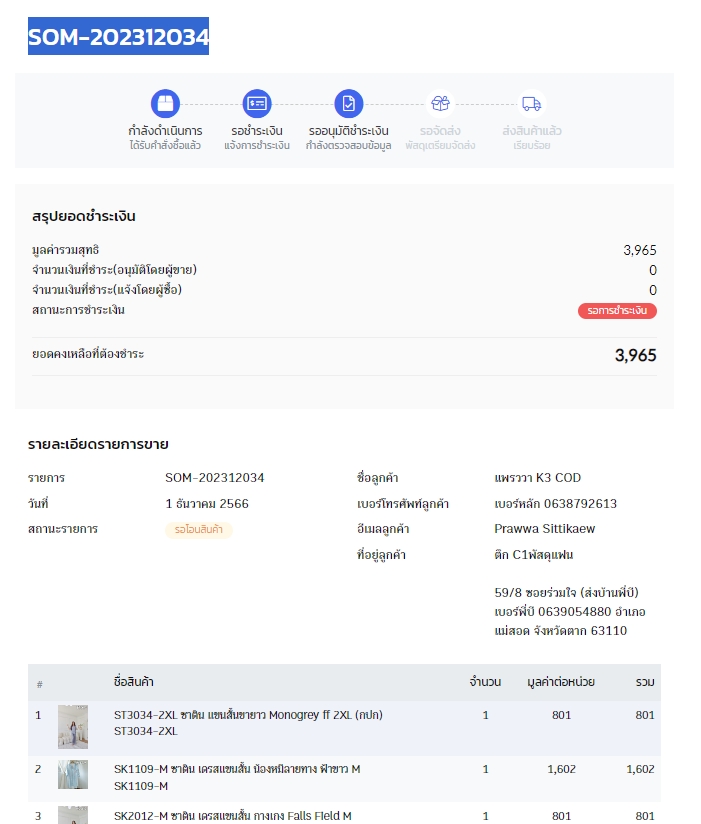 SOM-202312034
กำลังดำเนินการ
ได้รับคำสั่งซื้อแล้ว
รอชำระเงิน
แจ้งการชำระเงิน
รออนุมัติชำระเงิน
กำลังตรวจสอบข้อมูล
รอจัดส่ง
พัสดุเตรียมจัดส่ง
ส่งสินค้าแล้ว
เรียบร้อย
สรุปยอดชำระเงิน
มูลค่ารวมสุทธิ 3,965
จำนวนเงินที่ชำระ(อนุมัติโดยผู้ขาย) 0
จำนวนเงินที่ชำระ(แจ้งโดยผู้ซื้อ) 0
สถานะการชำระเงิน รอการชำระเงิน
ยอดคงเหลือที่ต้องชำระ 3,965
รายละเอียดรายการขาย
รายการ SOM-202312034
วันที่ 1 ธันวาคม 2566
สถานะรายการ รอโอนสินค้า
ชื่อลูกค้า แพรววา K3 COD
เบอร์โทรศัพท์ลูกค้า เบอร์หลัก 0638792613
อีเมลลูกค้า Prawwa Sittikaew
ที่อยู่ลูกค้า ตึก C1พัสดุแฟน
59/8 ซอยร่วมใจ (ส่งบ้านพี่บี)
เบอร์พี่บี 0639054880 อำเภอ
แม่สอด จังหวัดตาก 63110
# ชื่อสินค้า จำนวน มูลค่าต่อหน่วย รวม
1 ST3034-2XL ซาติน แขนสั้นขายาว Monogrey ff 2XL (กปก) 1 801 801
ST3034-2XL
2 SK1109-M ซาติน เดรสแขนสั้น น้องหมีลายทาง ฟ้าขาว M 1 1,602 1,602
SK1109-M
3 SK2012-M ซาติน เดรสแขนสั้น กางเกง Falls Field M 1 801 801